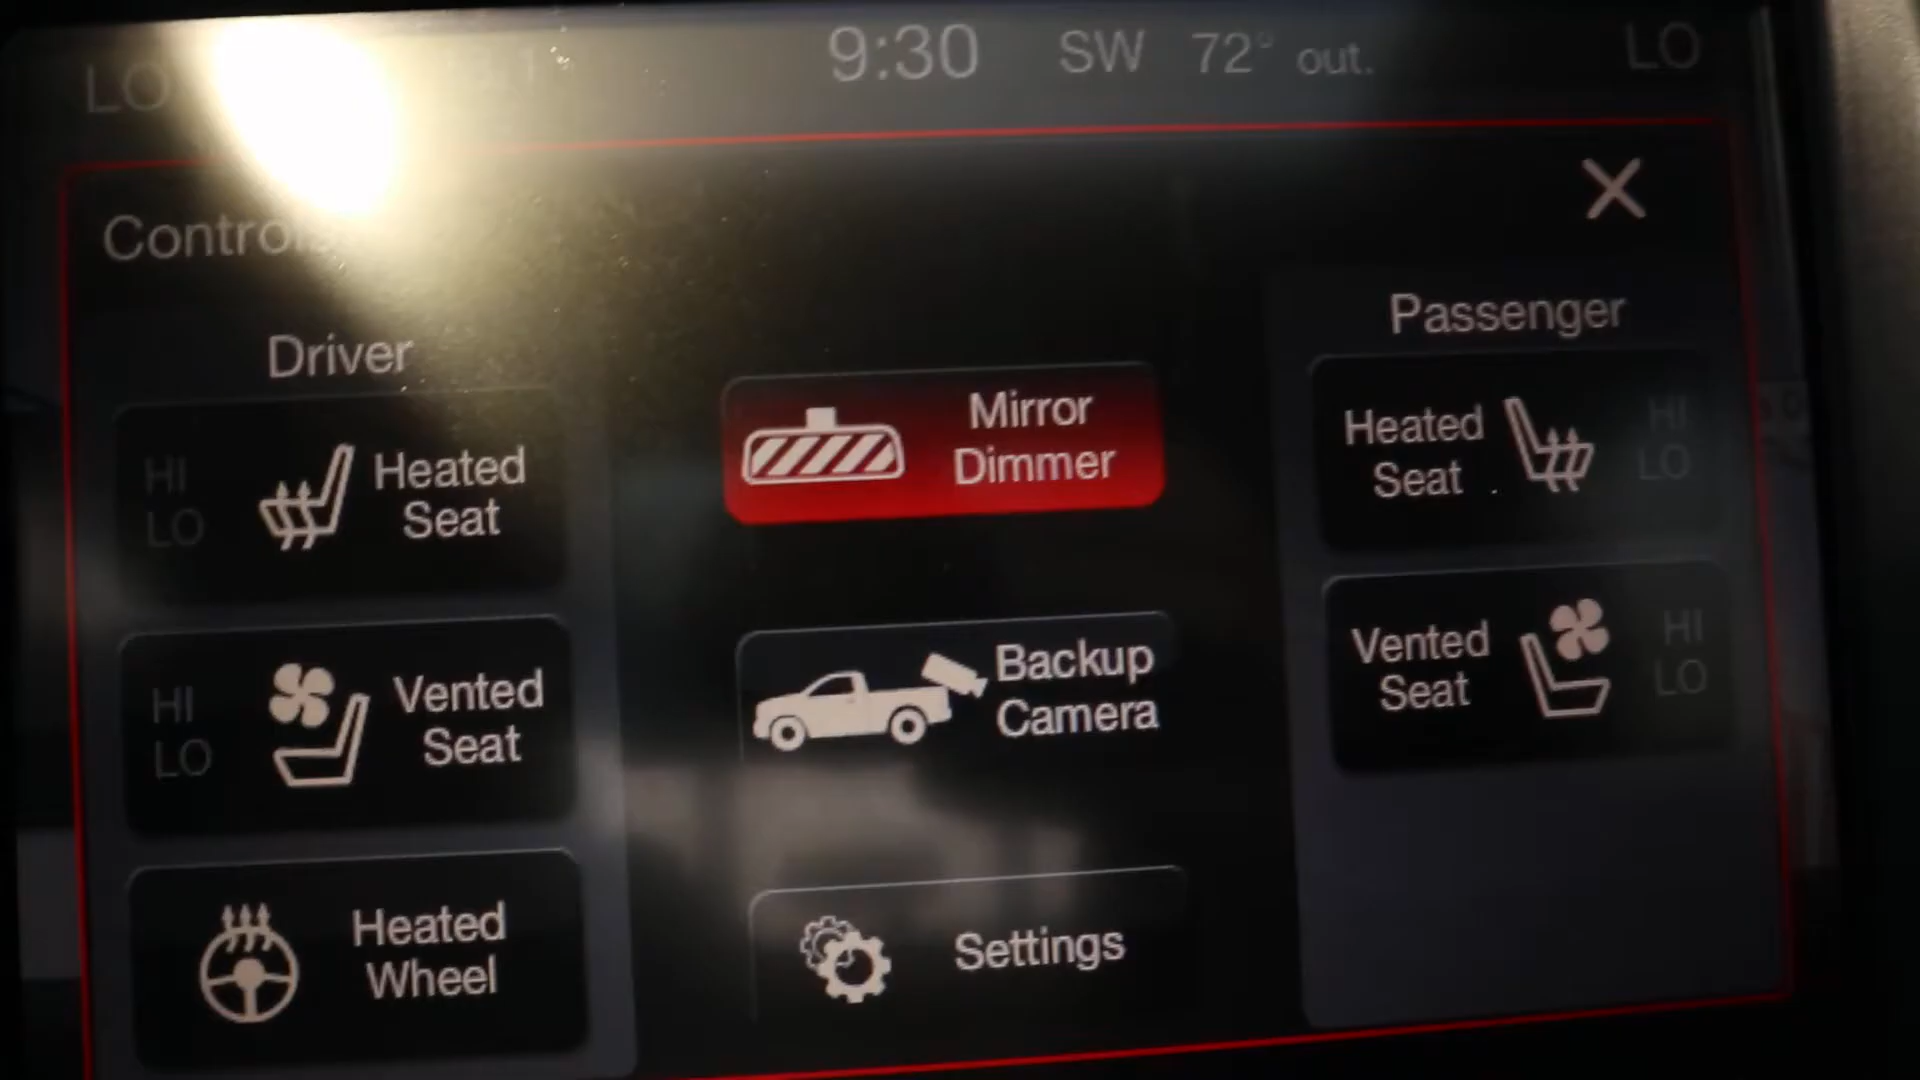 LO
9:30 SW 72° out. LO
Controls
Driver
HI
LO
Heated
Seat
HI
LO
Vented
Seat
Heated
Wheel
Mirror
Dimmer
Backup
Camera
Settings
Passenger
Heated
Seat
HI
LO
Vented
Seat
HI
LO